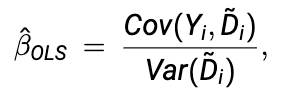 β̂_OLS = Cov(Y_i, D̃_i) / Var(D̃_i),